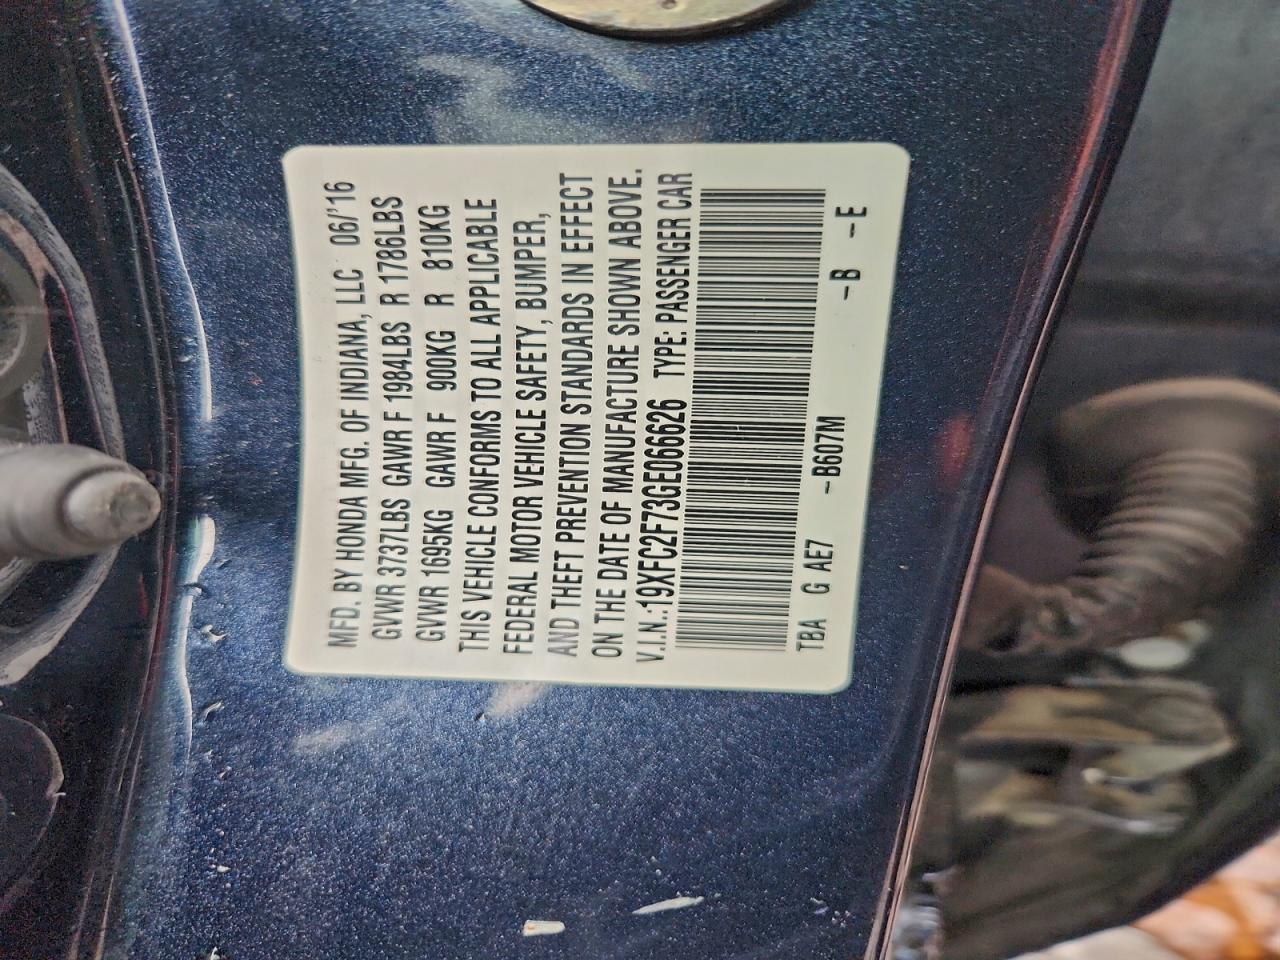 MFD. BY HONDA MFG. OF INDIANA, LLC 06/'16
GVWR 3737LBS GAWR F 1984LBS R 1786LBS
GVWR 1695KG GAWR F 900KG R 810KG
THIS VEHICLE CONFORMS TO ALL APPLICABLE
FEDERAL MOTOR VEHICLE SAFETY, BUMPER,
AND THEFT PREVENTION STANDARDS IN EFFECT
ON THE DATE OF MANUFACTURE SHOWN ABOVE.
V.I.N.:19XFC2F73GE066626 TYPE: PASSENGER CAR
TBA G AE7 -B607M -B -E